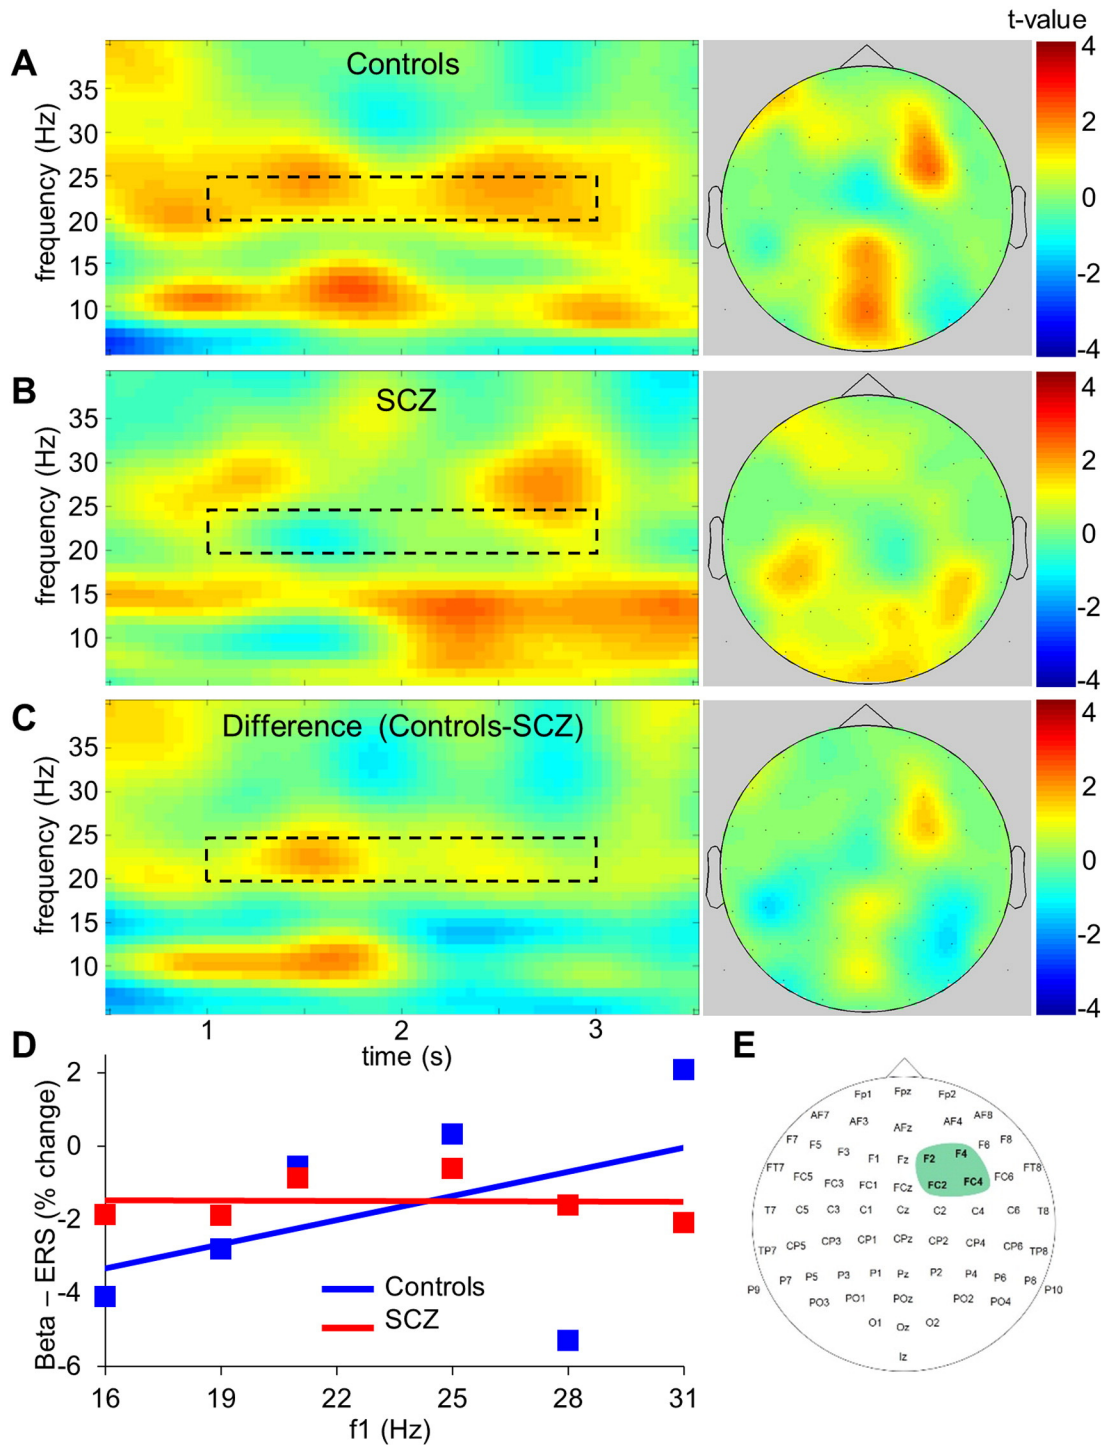 t-value
A
Controls
frequency (Hz)
35
30
25
20
15
10
4
2
0
-2
-4
B
SCZ
frequency (Hz)
35
30
25
20
15
10
4
2
0
-2
-4
C
Difference (Controls-SCZ)
frequency (Hz)
35
30
25
20
15
10
4
2
0
-2
-4
1 2 3
time (s)
D
Beta – ERS (% change)
2
0
-2
-4
-6
Controls
SCZ
16 19 22 25 28 31
f1 (Hz)
E
Fp1 Fpz Fp2
AF7 AF3 AFz AF4 AF8
F7 F5 F3 F1 Fz F2 F4 F6 F8
FT7 FC5 FC3 FC1 FCz FC2 FC4 FC6 FT8
T7 C5 C3 C1 Cz C2 C4 C6 T8
TP7 CP5 CP3 CP1 CPz CP2 CP4 CP6 TP8
P9 P7 P5 P3 P1 Pz P2 P4 P6 P8 P10
PO3 PO1 POz PO2 PO4
O1 Oz O2
Iz